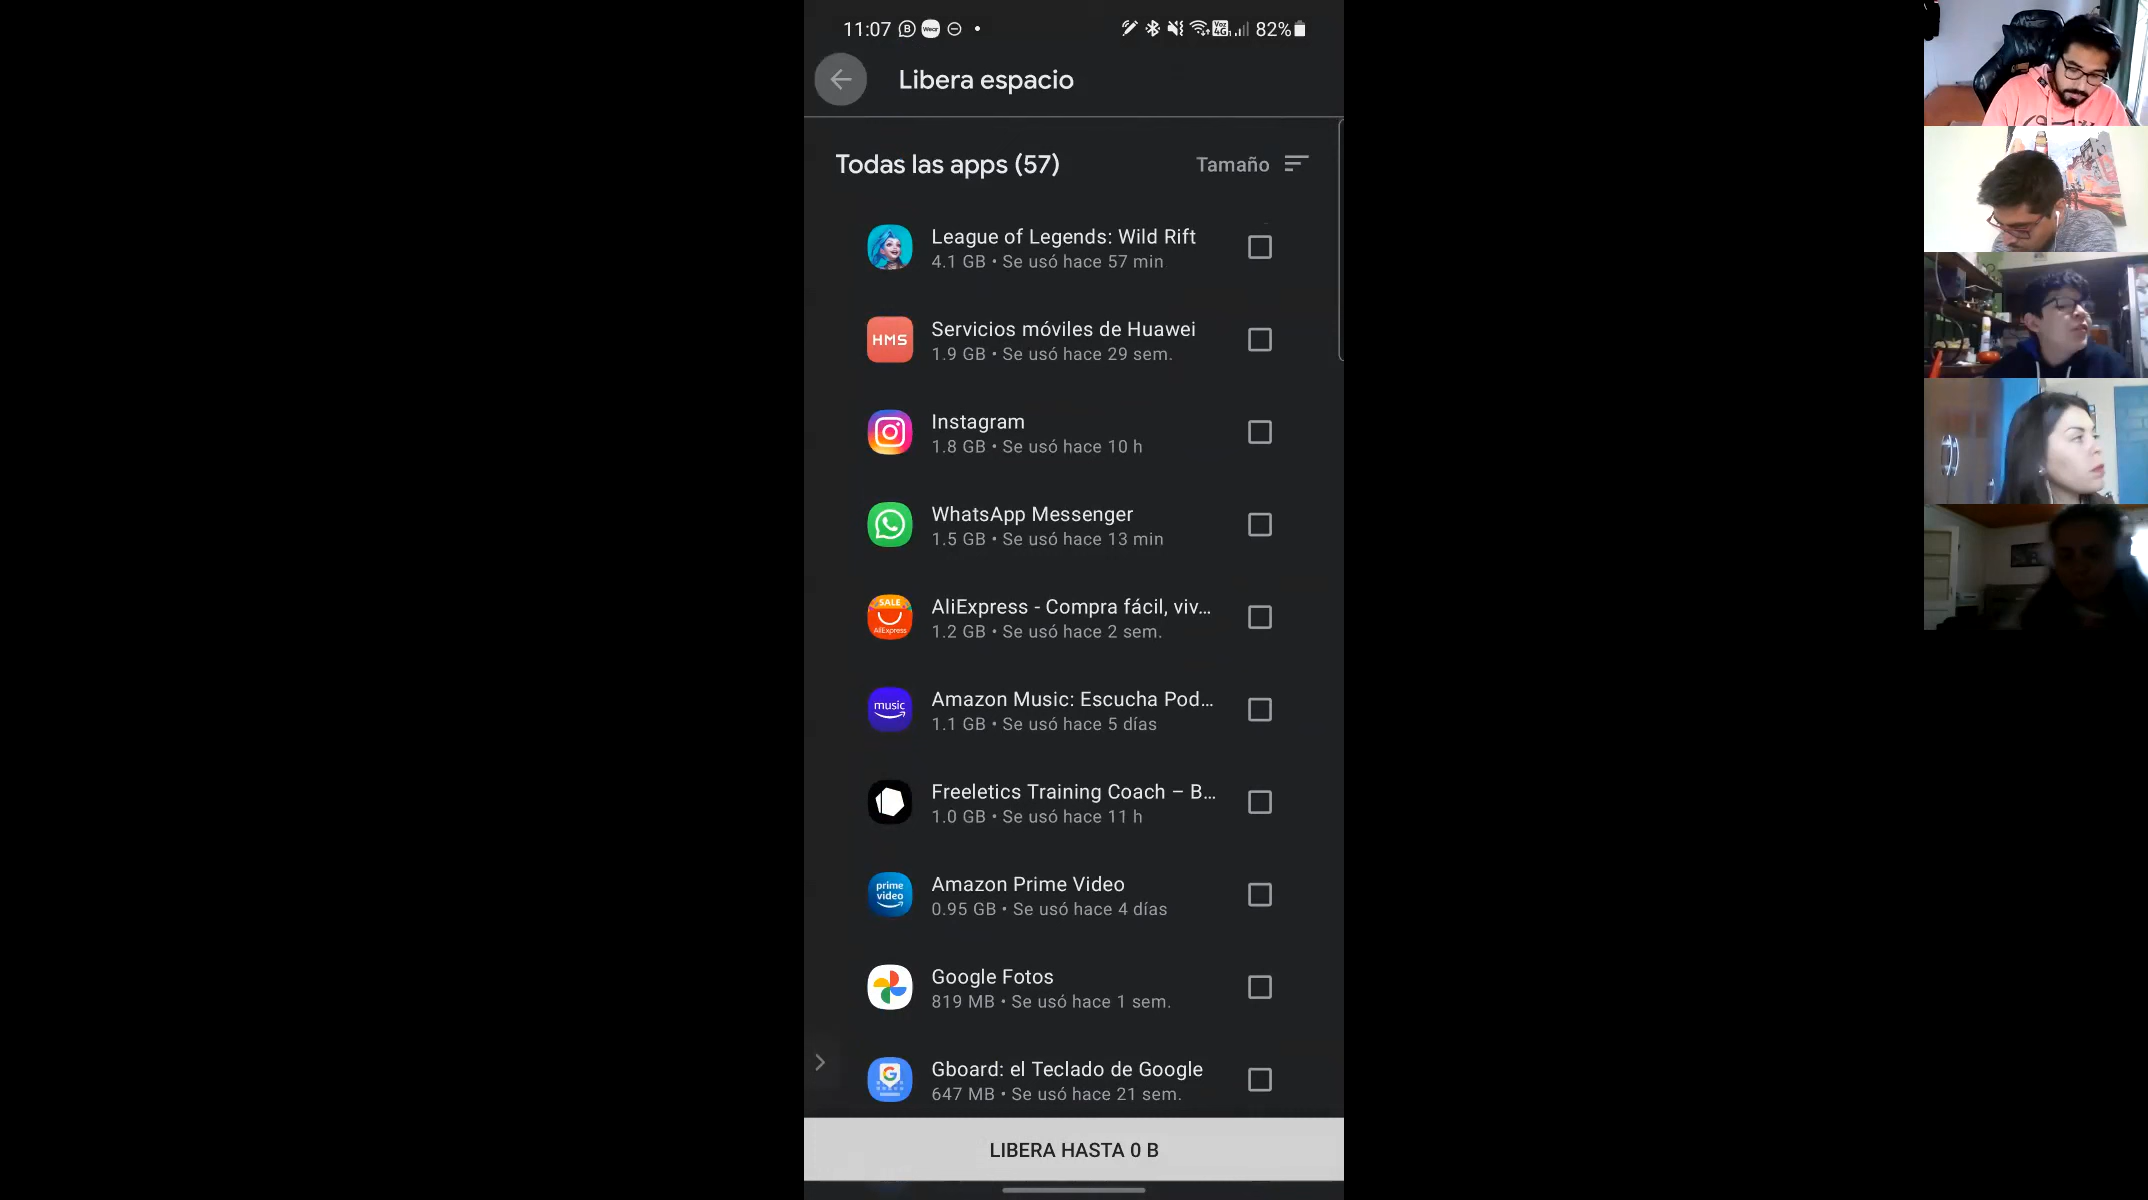 11:07
Voz
4G
82%
Libera espacio
Todas las apps (57)
Tamaño
League of Legends: Wild Rift
4.1 GB • Se usó hace 57 min
HMS
Servicios móviles de Huawei
1.9 GB • Se usó hace 29 sem.
Instagram
1.8 GB • Se usó hace 10 h
WhatsApp Messenger
1.5 GB • Se usó hace 13 min
SALE
AliExpress
AliExpress - Compra fácil, viv...
1.2 GB • Se usó hace 2 sem.
music
Amazon Music: Escucha Pod...
1.1 GB • Se usó hace 5 días
Freeletics Training Coach – B...
1.0 GB • Se usó hace 11 h
prime
video
Amazon Prime Video
0.95 GB • Se usó hace 4 días
Google Fotos
819 MB • Se usó hace 1 sem.
G
Gboard: el Teclado de Google
647 MB • Se usó hace 21 sem.
LIBERA HASTA 0 B